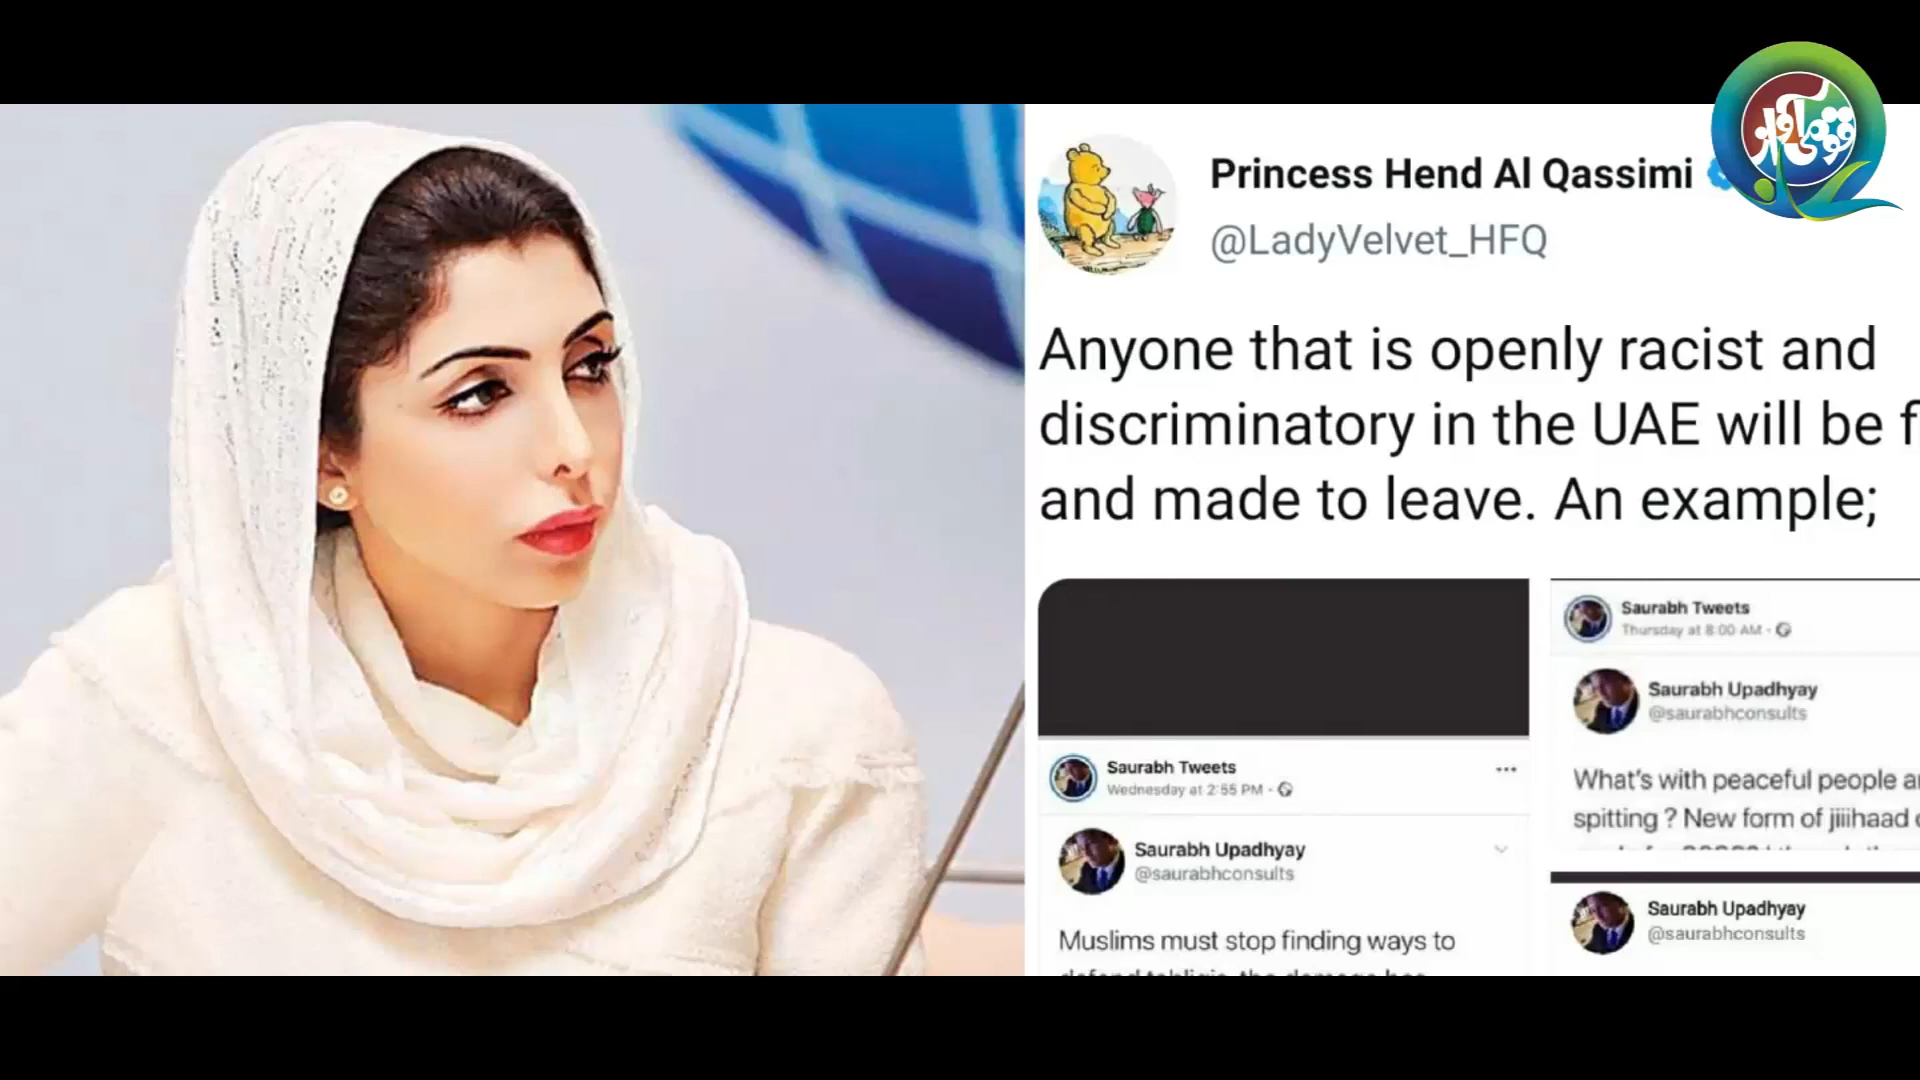 قومی آواز
Princess Hend Al Qassimi
@LadyVelvet_HFQ
Anyone that is openly racist and
discriminatory in the UAE will be f
and made to leave. An example;
Saurabh Tweets
Wednesday at 2:55 PM ·
Saurabh Upadhyay
@saurabhconsults
Muslims must stop finding ways to
Saurabh Tweets
Thursday at 8:00 AM ·
Saurabh Upadhyay
@saurabhconsults
What's with peaceful people a
spitting ? New form of jiiihaad
Saurabh Upadhyay
@saurabhconsults